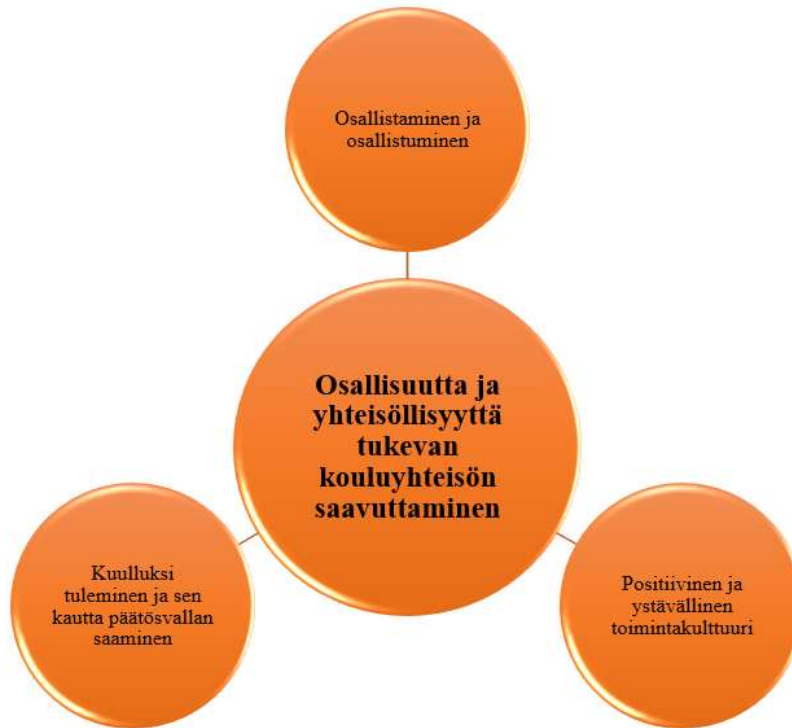 Osallistaminen ja
osallistuminen
Osallisuutta ja
yhteisöllisyyttä
tukevan
kouluyhteisön
saavuttaminen
Kuulluksi
tuleminen ja sen
kautta päätösvallan
saaminen
Positiivinen ja
ystävällinen
toimintakulttuuri